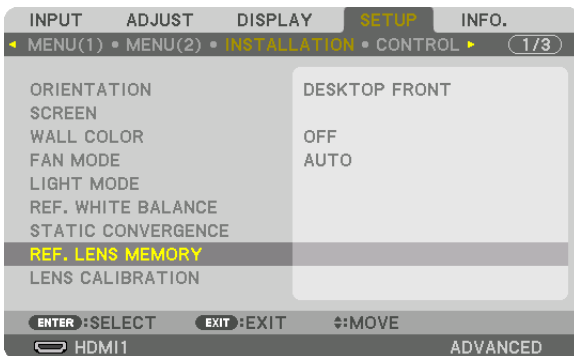 INPUT ADJUST DISPLAY SETUP INFO.
MENU(1) • MENU(2) • INSTALLATION • CONTROL 1/3
ORIENTATION DESKTOP FRONT
SCREEN
WALL COLOR OFF
FAN MODE AUTO
LIGHT MODE
REF. WHITE BALANCE
STATIC CONVERGENCE
REF. LENS MEMORY
LENS CALIBRATION
ENTER :SELECT EXIT :EXIT :MOVE
HDMI1 ADVANCED